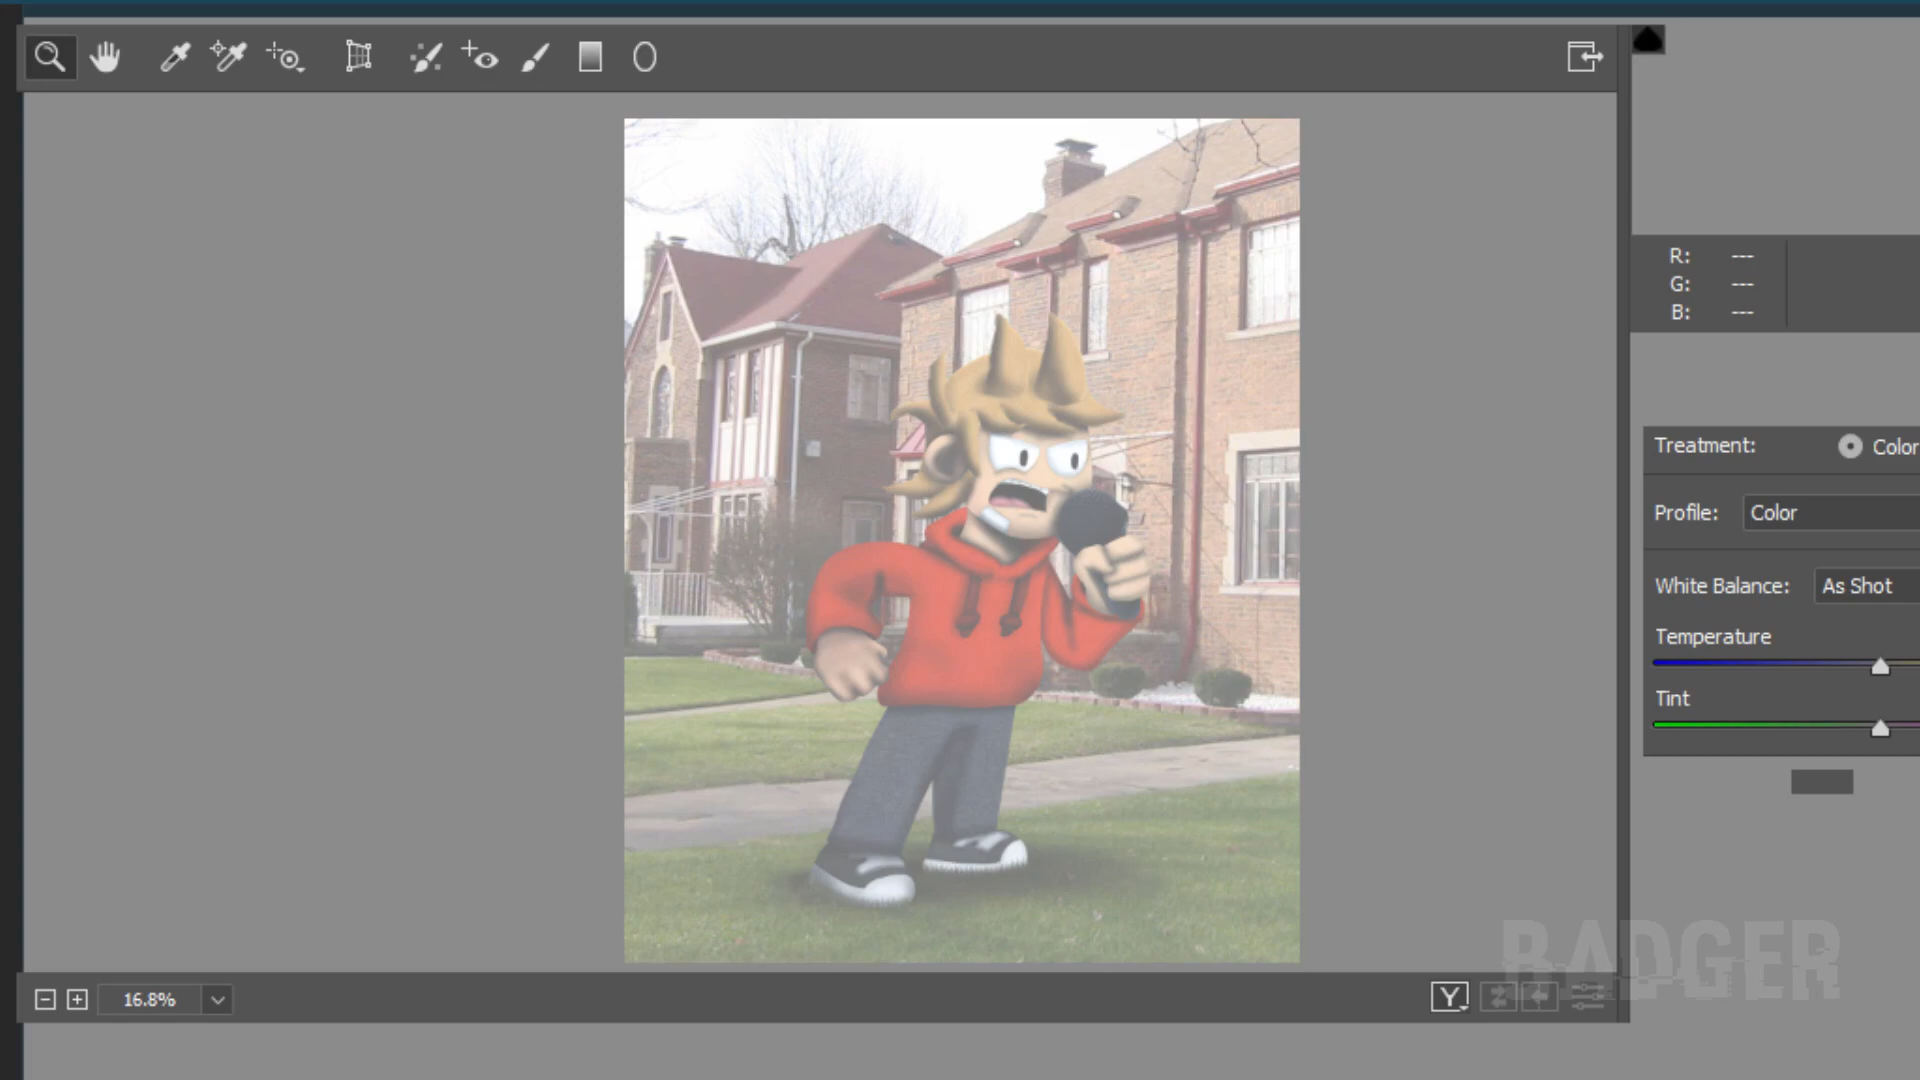 R: ---
G: ---
B: ---
Treatment: Color
Profile: Color
White Balance: As Shot
Temperature
Tint
16.8%
Y
BADGER